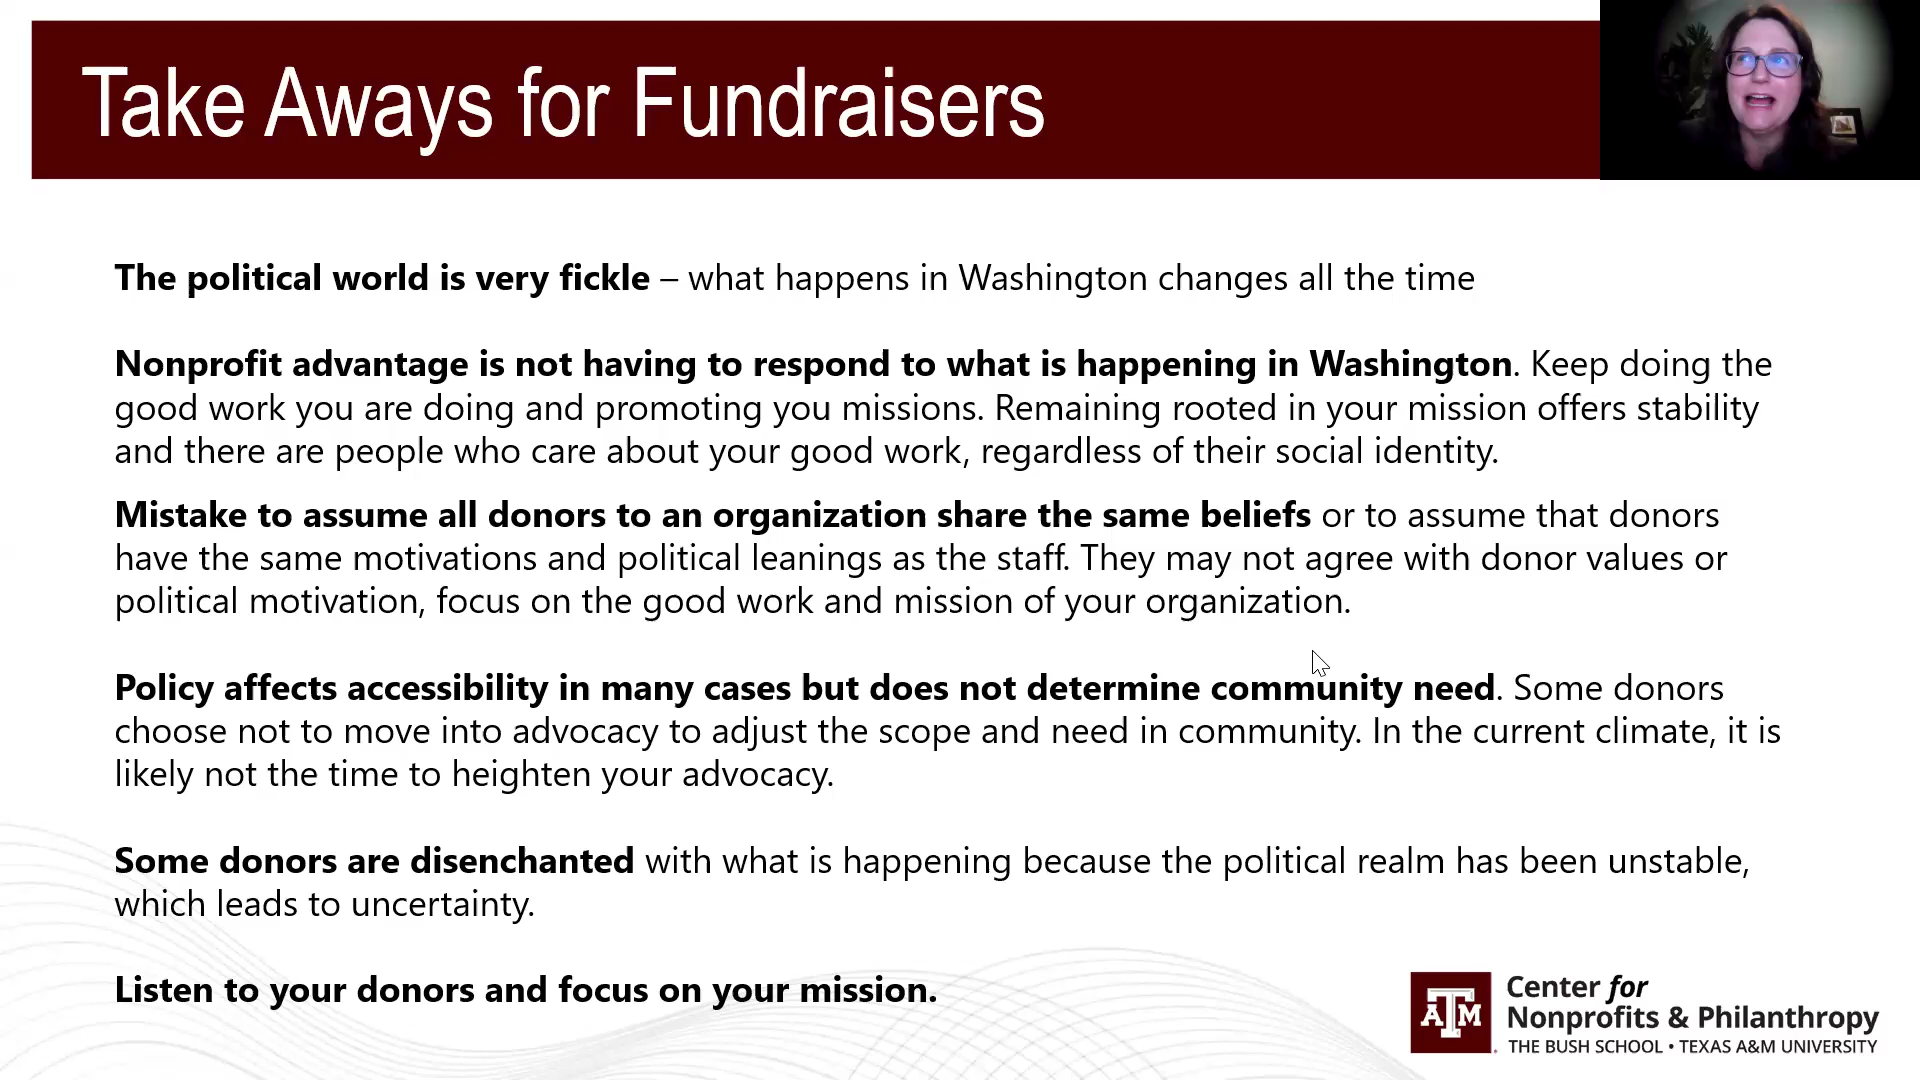 Take Aways for Fundraisers
The political world is very fickle – what happens in Washington changes all the time
Nonprofit advantage is not having to respond to what is happening in Washington. Keep doing the
good work you are doing and promoting you missions. Remaining rooted in your mission offers stability
and there are people who care about your good work, regardless of their social identity.
Mistake to assume all donors to an organization share the same beliefs or to assume that donors
have the same motivations and political leanings as the staff. They may not agree with donor values or
political motivation, focus on the good work and mission of your organization.
Policy affects accessibility in many cases but does not determine community need. Some donors
choose not to move into advocacy to adjust the scope and need in community. In the current climate, it is
likely not the time to heighten your advocacy.
Some donors are disenchanted with what is happening because the political realm has been unstable,
which leads to uncertainty.
Listen to your donors and focus on your mission.
ATM
Center for
Nonprofits & Philanthropy
THE BUSH SCHOOL • TEXAS A&M UNIVERSITY